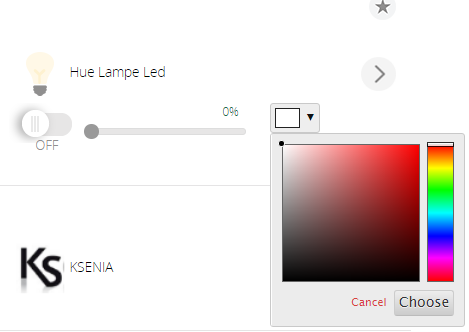 Hue Lampe Led
0%
OFF
Cancel Choose
Ks KSENIA